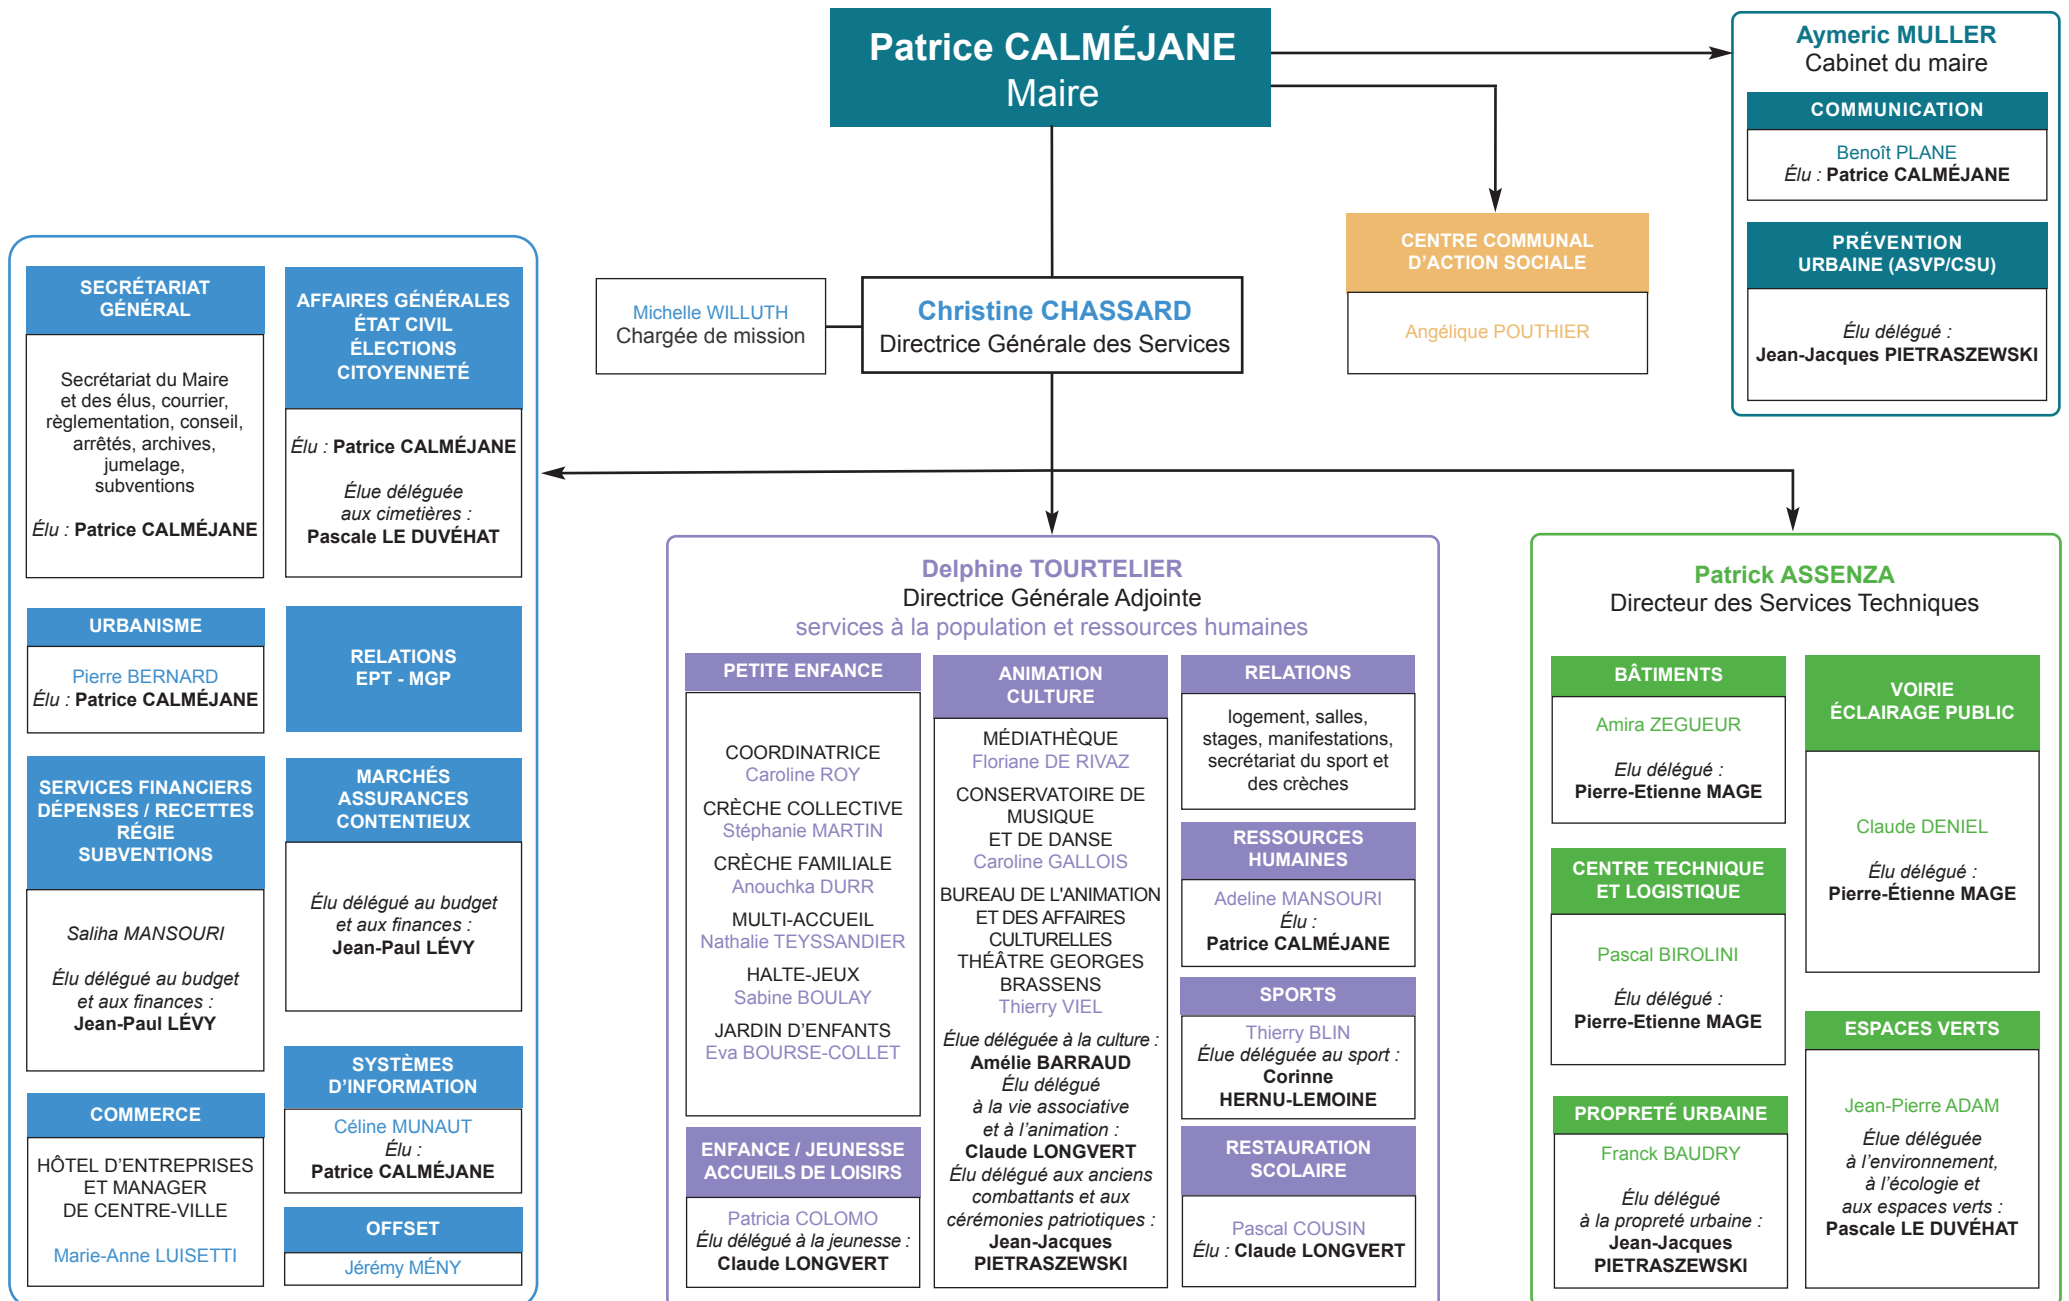 Patrice CALMÉJANE
Maire
Aymeric MULLER
Cabinet du maire
COMMUNICATION
Benoît PLANE
Élu : Patrice CALMÉJANE
PRÉVENTION
URBAINE (ASVP/CSU)
Élu délégué :
Jean-Jacques PIETRASZEWSKI
CENTRE COMMUNAL
D’ACTION SOCIALE
Angélique POUTHIER
Michelle WILLUTH
Chargée de mission
Christine CHASSARD
Directrice Générale des Services
SECRÉTARIAT
GÉNÉRAL
Secrétariat du Maire
et des élus, courrier,
règlementation, conseil,
arrêtés, archives,
jumelage,
subventions
Élu : Patrice CALMÉJANE
AFFAIRES GÉNÉRALES
ÉTAT CIVIL
ÉLECTIONS
CITOYENNETÉ
Élu : Patrice CALMÉJANE
Élue déléguée
aux cimetières :
Pascale LE DUVÉHAT
URBANISME
Pierre BERNARD
Élu : Patrice CALMÉJANE
RELATIONS
EPT - MGP
SERVICES FINANCIERS
DÉPENSES / RECETTES
RÉGIE
SUBVENTIONS
Saliha MANSOURI
Élu délégué au budget
et aux finances :
Jean-Paul LÉVY
MARCHÉS
ASSURANCES
CONTENTIEUX
Élu délégué au budget
et aux finances :
Jean-Paul LÉVY
COMMERCE
HÔTEL D’ENTREPRISES
ET MANAGER
DE CENTRE-VILLE
Marie-Anne LUISETTI
SYSTÈMES
D’INFORMATION
Céline MUNAUT
Élu :
Patrice CALMÉJANE
OFFSET
Jérémy MÉNY
Delphine TOURTELIER
Directrice Générale Adjointe
services à la population et ressources humaines
PETITE ENFANCE
COORDINATRICE
Caroline ROY
CRÈCHE COLLECTIVE
Stéphanie MARTIN
CRÈCHE FAMILIALE
Anouchka DURR
MULTI-ACCUEIL
Nathalie TEYSSANDIER
HALTE-JEUX
Sabine BOULAY
JARDIN D’ENFANTS
Eva BOURSE-COLLET
ENFANCE / JEUNESSE
ACCUEILS DE LOISIRS
Patricia COLOMO
Élu délégué à la jeunesse :
Claude LONGVERT
ANIMATION
CULTURE
MÉDIATHÈQUE
Floriane DE RIVAZ
CONSERVATOIRE DE
MUSIQUE
ET DE DANSE
Caroline GALLOIS
BUREAU DE L'ANIMATION
ET DES AFFAIRES
CULTURELLES
THÉÂTRE GEORGES
BRASSENS
Thierry VIEL
Élue déléguée à la culture :
Amélie BARRAUD
Élu délégué
à la vie associative
et à l’animation :
Claude LONGVERT
Élu délégué aux anciens
combattants et aux
cérémonies patriotiques :
Jean-Jacques
PIETRASZEWSKI
RELATIONS
logement, salles,
stages, manifestations,
secrétariat du sport et
des crèches
RESSOURCES
HUMAINES
Adeline MANSOURI
Élu :
Patrice CALMÉJANE
SPORTS
Thierry BLIN
Élue déléguée au sport :
Corinne
HERNU-LEMOINE
RESTAURATION
SCOLAIRE
Pascal COUSIN
Élu : Claude LONGVERT
Patrick ASSENZA
Directeur des Services Techniques
BÂTIMENTS
Amira ZEGUEUR
Elu délégué :
Pierre-Etienne MAGE
CENTRE TECHNIQUE
ET LOGISTIQUE
Pascal BIROLINI
Élu délégué :
Pierre-Etienne MAGE
PROPRETÉ URBAINE
Franck BAUDRY
Élu délégué
à la propreté urbaine :
Jean-Jacques
PIETRASZEWSKI
VOIRIE
ÉCLAIRAGE PUBLIC
Claude DENIEL
Élu délégué :
Pierre-Étienne MAGE
ESPACES VERTS
Jean-Pierre ADAM
Élue déléguée
à l’environnement,
à l’écologie et
aux espaces verts :
Pascale LE DUVÉHAT